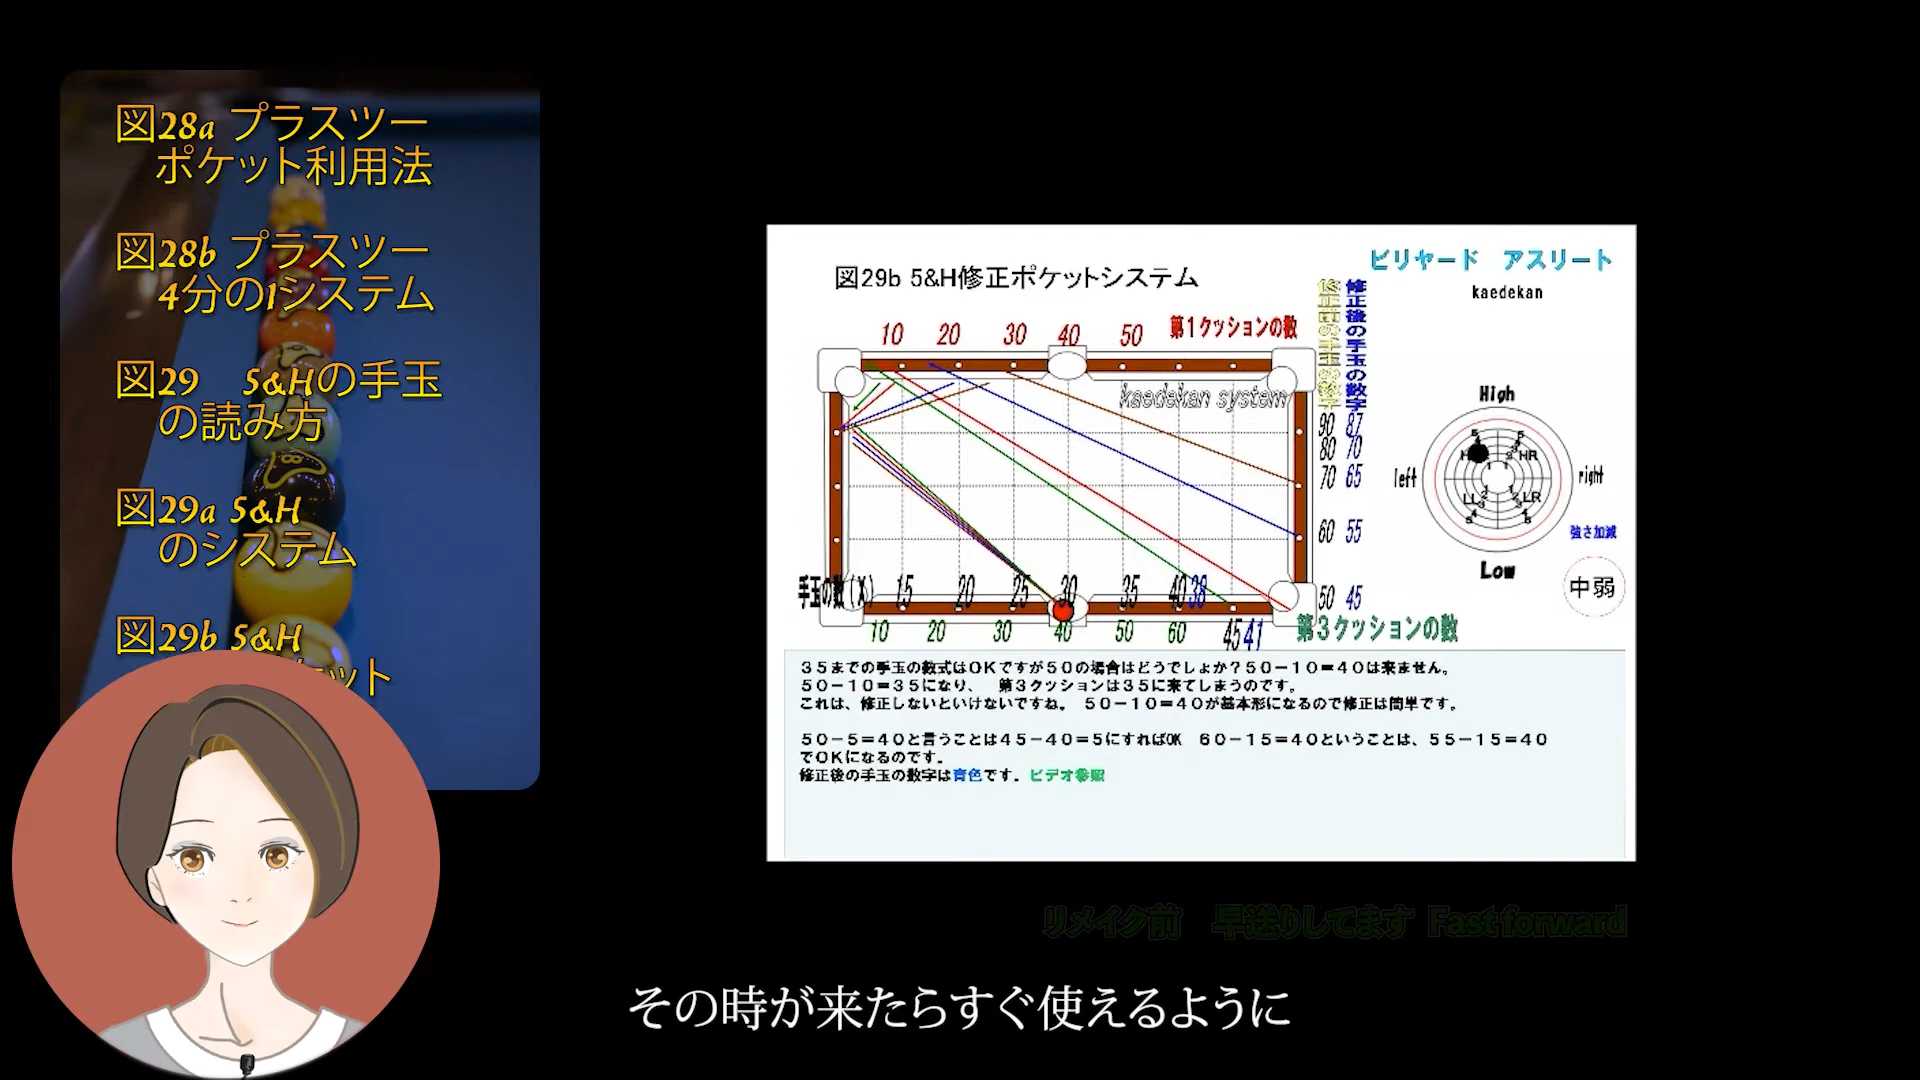 図28a プラスツー
ポケット利用法
図28b プラスツー
4分の1システム
図29 5&Hの手玉
の読み方
図29a 5&H
のシステム
図29b 5&H
ット
図29b 5&H修正ポケットシステム
ビリヤード アスリート
kaedekan
修正前の手玉の数字
修正後の手玉の数字
10 20 30 40 50 第1クッションの数
kaedekan system
90 87
80 70
70 65
60 55
50 45
手玉の数(X) 15 20 25 30 35 40 38
10 20 30 40 50 60 45 41 第3クッションの数
High
left
right
HR
LL
LR
Low
強さ加減
中弱
35までの手玉の数式はOKですが50の場合はどうでしょか?50-10=40は来ません。
50-10=35になり、 第3クッションは35に来てしまうのです。
これは、修正しないといけないですね。 50-10=40が基本形になるので修正は簡単です。
50-5=40と言うことは45-40=5にすればOK 60-15=40ということは、55-15=40
でOKになるのです。
修正後の手玉の数字は青色です。ビデオ参照
リメイク前 早送りしてます Fast forward
その時が来たらすぐ使えるように